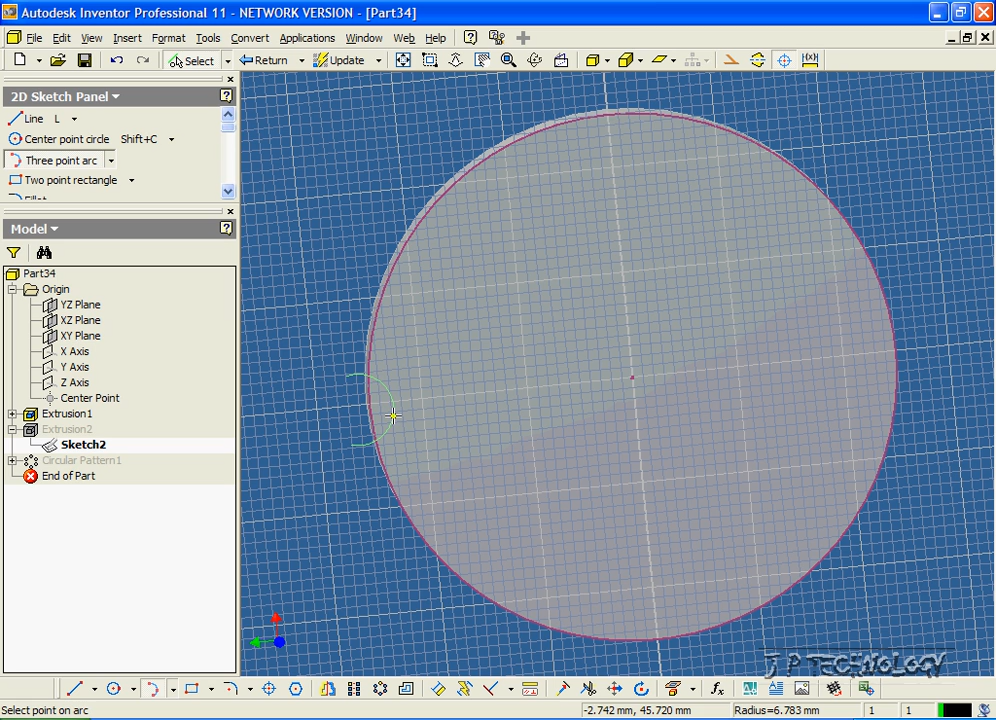 Autodesk Inventor Professional 11 - NETWORK VERSION - [Part34]
File Edit View Insert Format Tools Convert Applications Window Web Help
Select Return Update
2D Sketch Panel
Line L
Center point circle Shift+C
Three point arc
Two point rectangle
Fillet
Model
Part34
Origin
YZ Plane
XZ Plane
XY Plane
X Axis
Y Axis
Z Axis
Center Point
Extrusion1
Extrusion2
Sketch2
Circular Pattern1
End of Part
J P TECHNOLOGY
fx
Select point on arc -2.742 mm, 45.720 mm Radius=6.783 mm 1 1